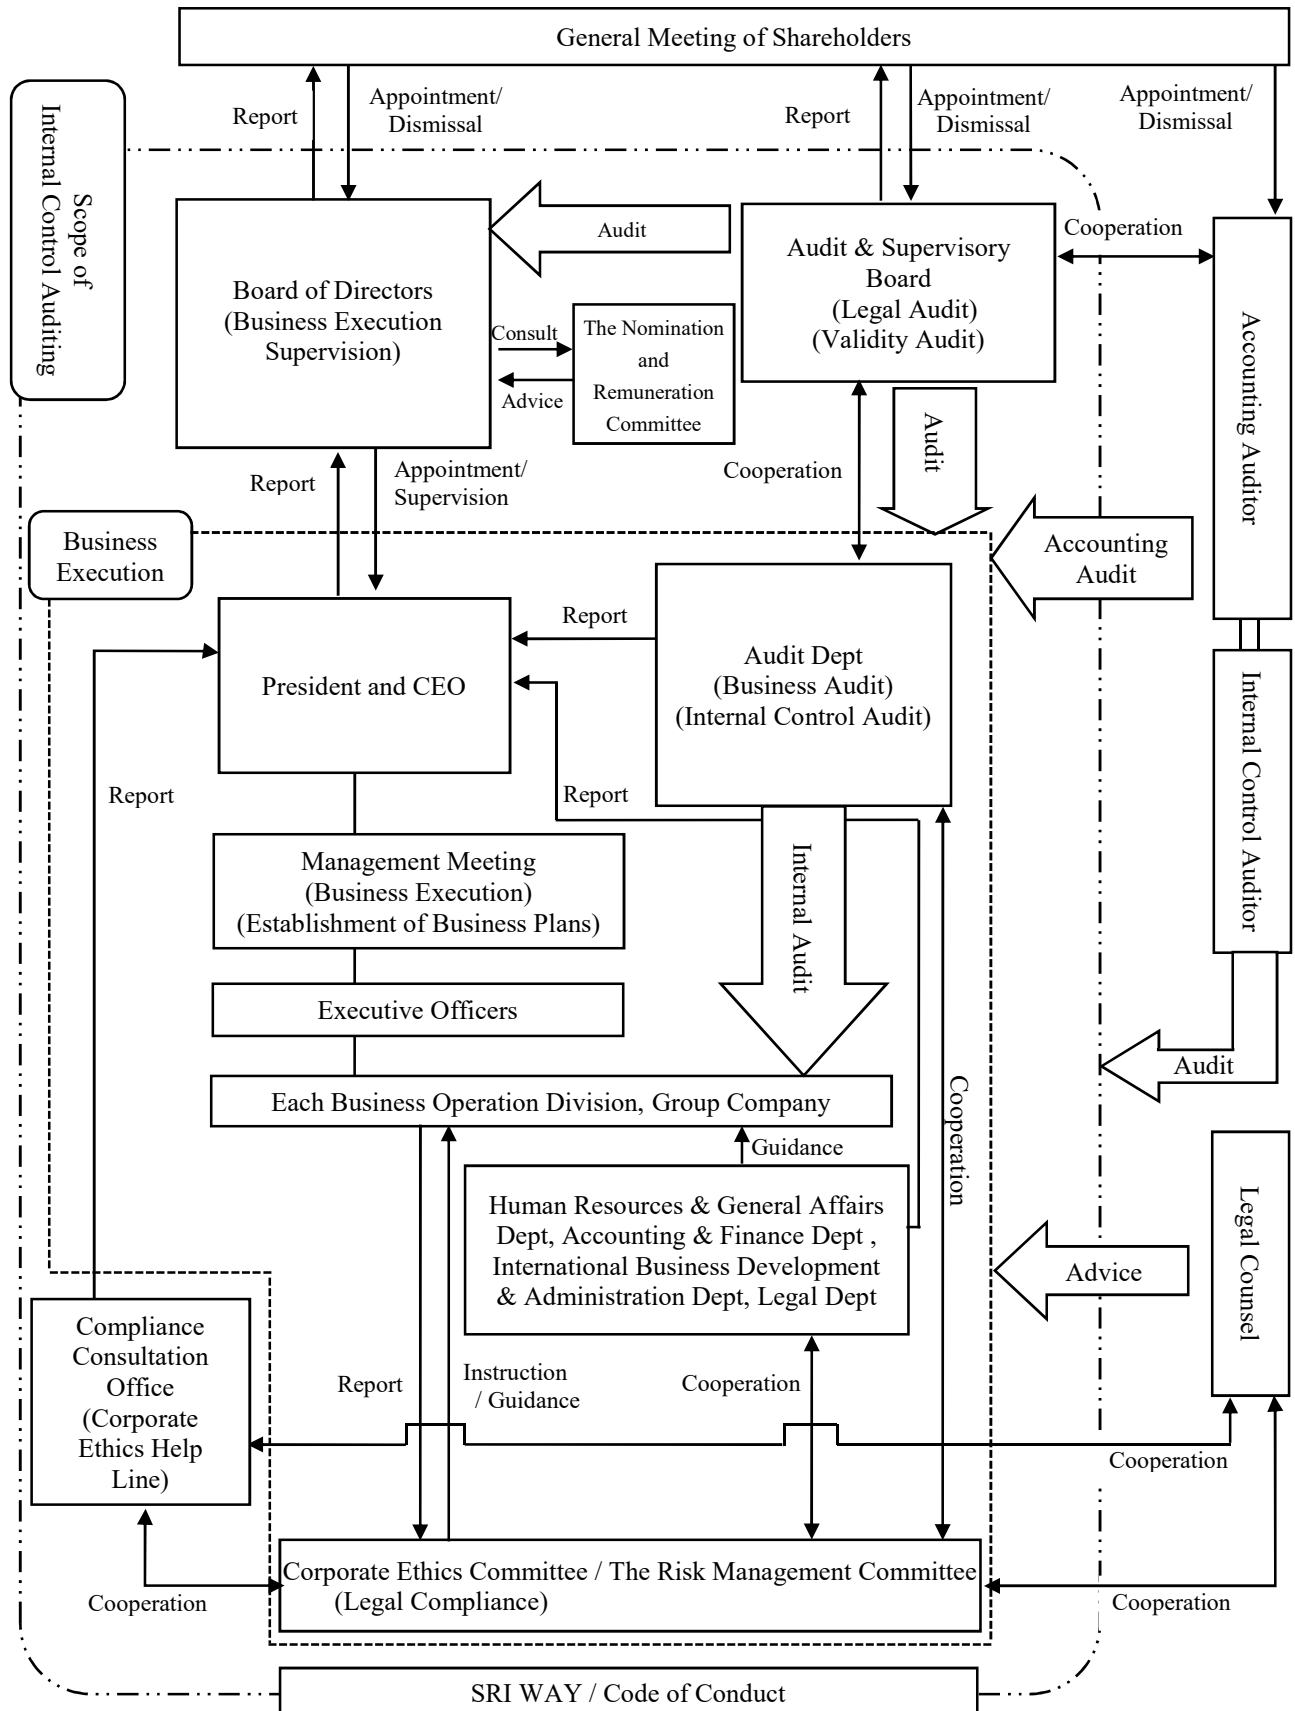 General Meeting of Shareholders
Report
Appointment/
Dismissal
Report
Appointment/
Dismissal
Appointment/
Dismissal
Scope of
Internal Control Auditing
Board of Directors
(Business Execution
Supervision)
Audit
Audit & Supervisory
Board
(Legal Audit)
(Validity Audit)
Cooperation
Consult
Advice
The Nomination
and
Remuneration
Committee
Accounting Auditor
Report
Appointment/
Supervision
Cooperation
Audit
Business
Execution
Accounting
Audit
President and CEO
Report
Audit Dept
(Business Audit)
(Internal Control Audit)
Internal Control Auditor
Report
Report
Management Meeting
(Business Execution)
(Establishment of Business Plans)
Internal Audit
Executive Officers
Audit
Each Business Operation Division, Group Company
Cooperation
Guidance
Human Resources & General Affairs
Dept, Accounting & Finance Dept ,
International Business Development
& Administration Dept, Legal Dept
Advice
Legal Counsel
Compliance
Consultation
Office
(Corporate
Ethics Help
Line)
Report
Instruction
/ Guidance
Cooperation
Cooperation
Corporate Ethics Committee / The Risk Management Committee
(Legal Compliance)
Cooperation
Cooperation
SRI WAY / Code of Conduct